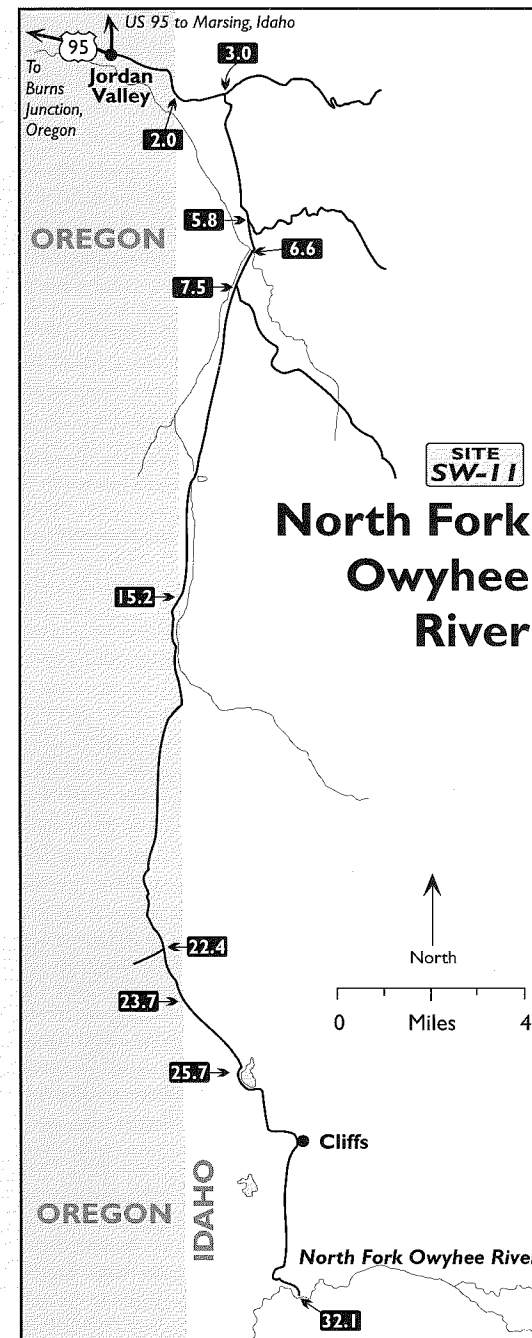 US 95 to Marsing, Idaho
95
To
Burns
Junction,
Oregon
Jordan
Valley
3.0
2.0
OREGON
5.8
6.6
7.5
SITE
SW-11
North Fork
Owyhee
River
15.2
22.4
North
23.7
0
Miles
4
25.7
Cliffs
OREGON
IDAHO
North Fork Owyhee River
32.1